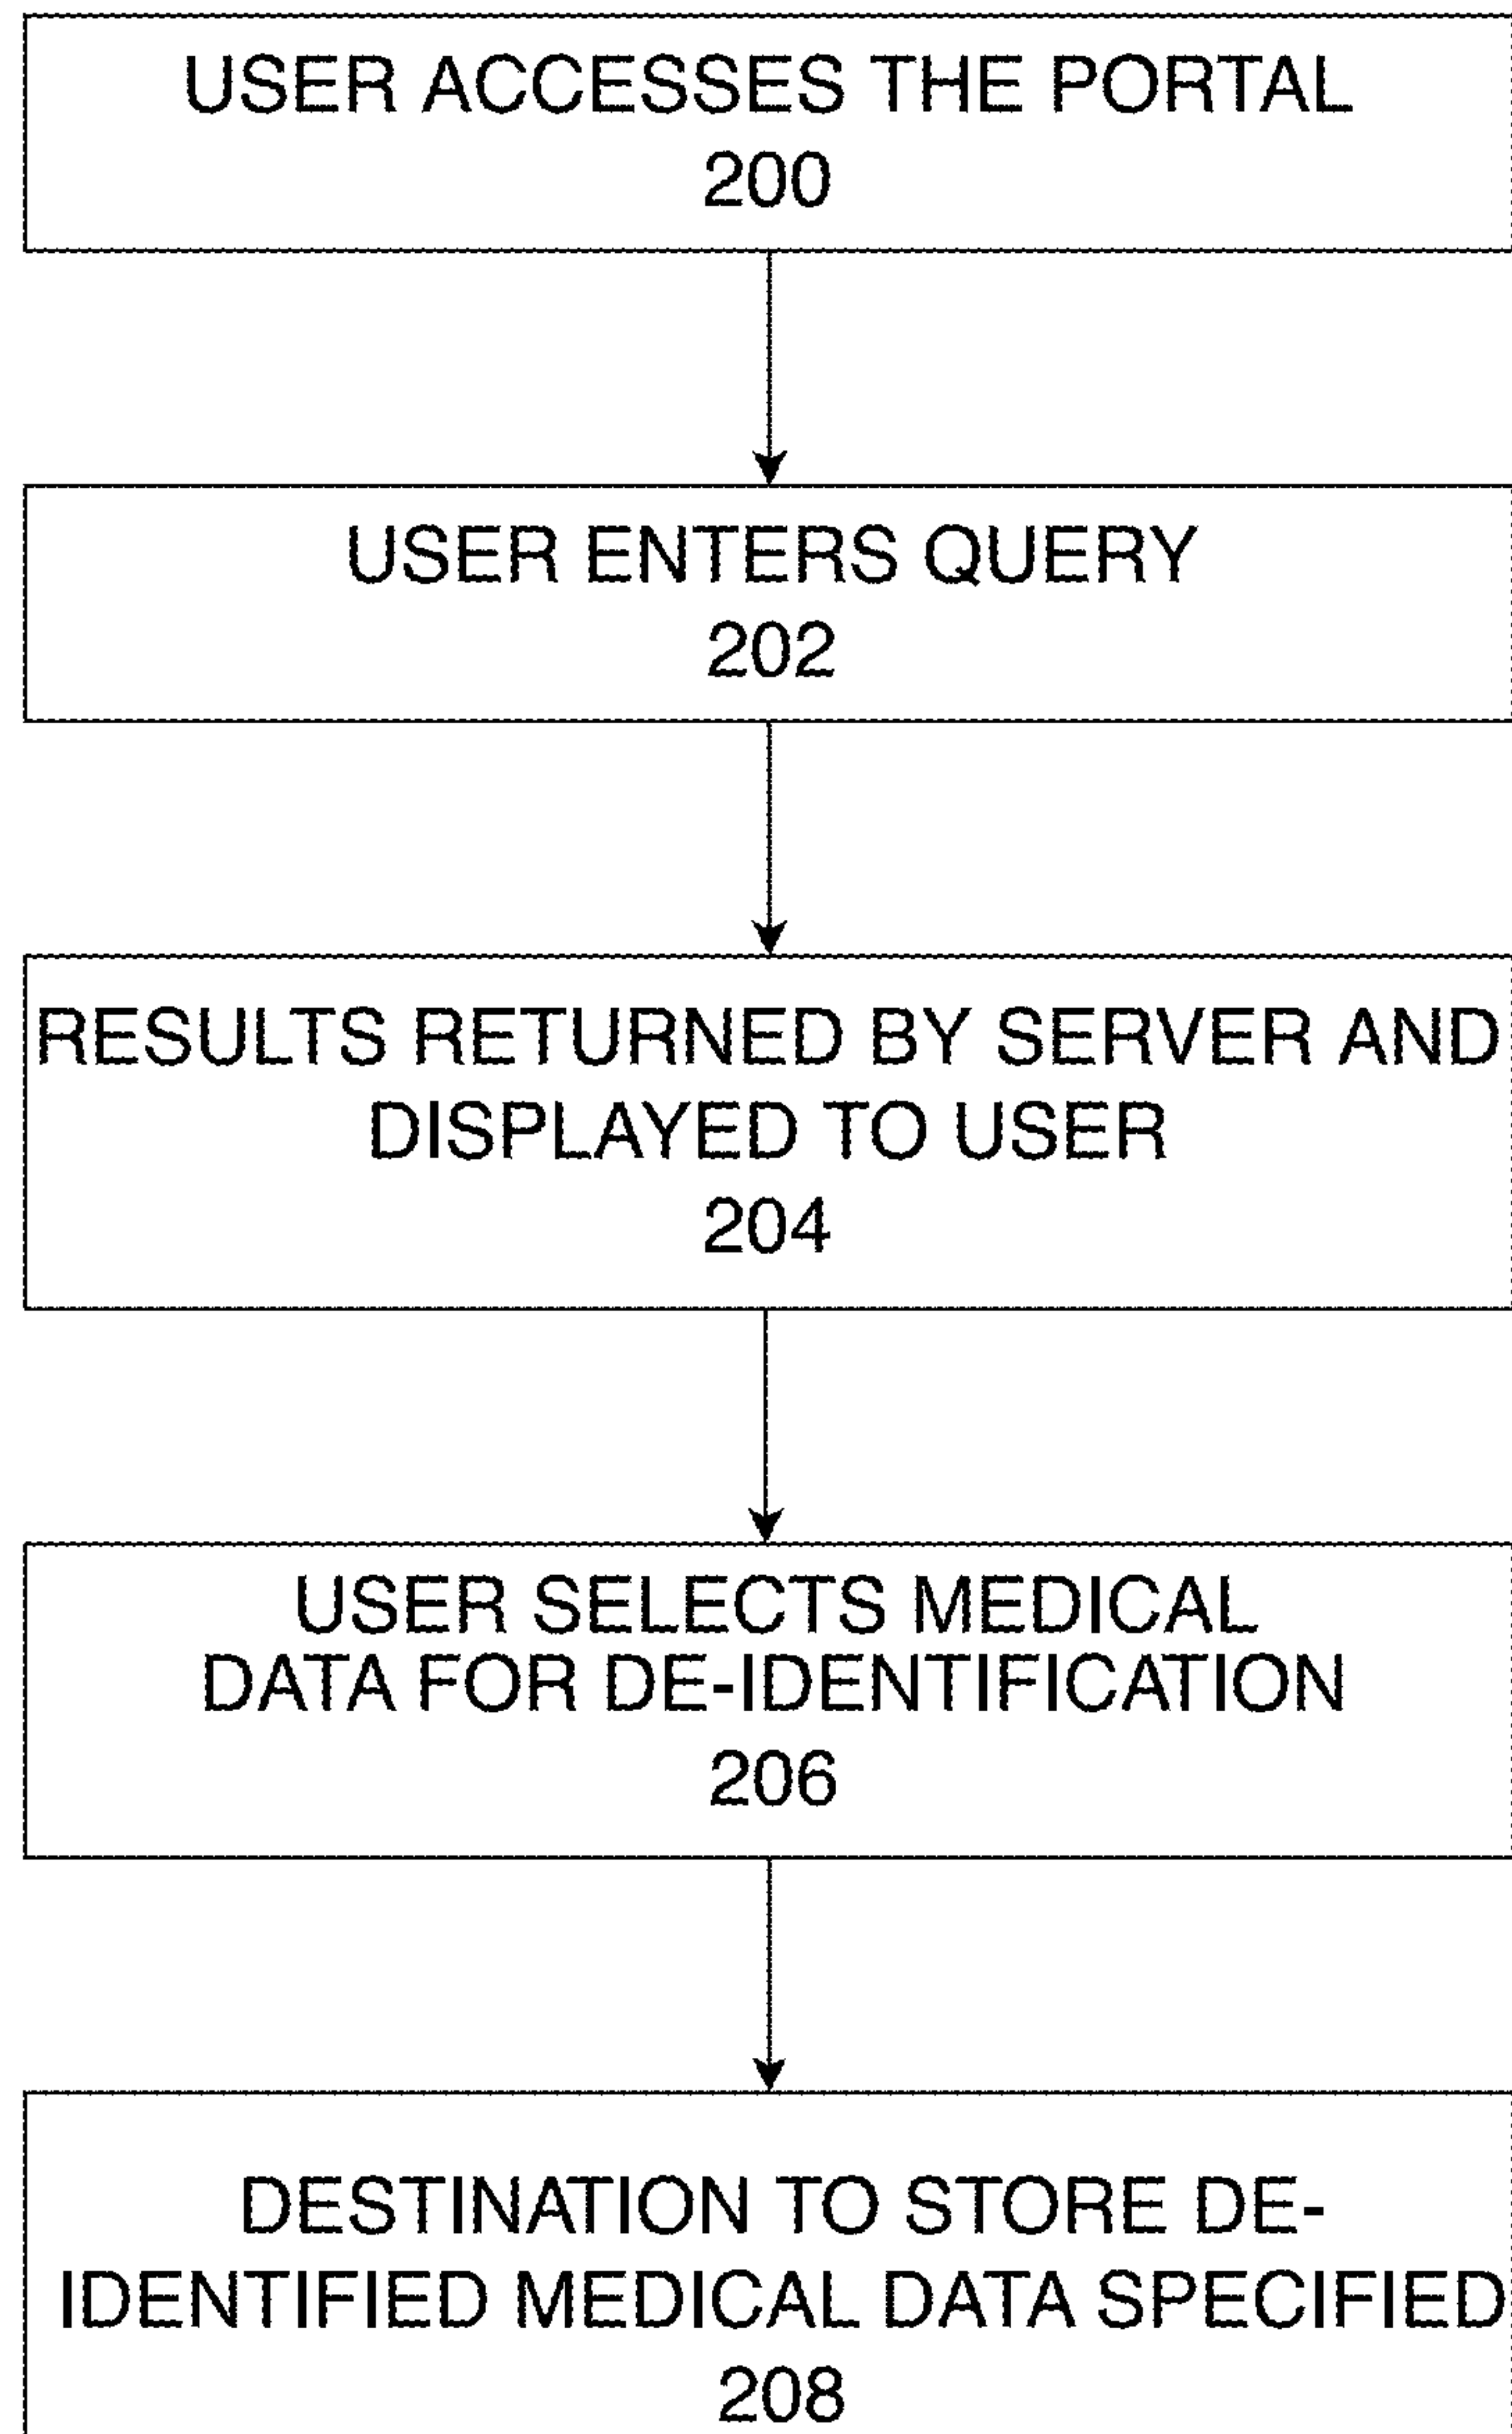 USER ACCESSES THE PORTAL
200
USER ENTERS QUERY
202
RESULTS RETURNED BY SERVER AND
DISPLAYED TO USER
204
USER SELECTS MEDICAL
DATA FOR DE-IDENTIFICATION
206
DESTINATION TO STORE DE-
IDENTIFIED MEDICAL DATA SPECIFIED
208